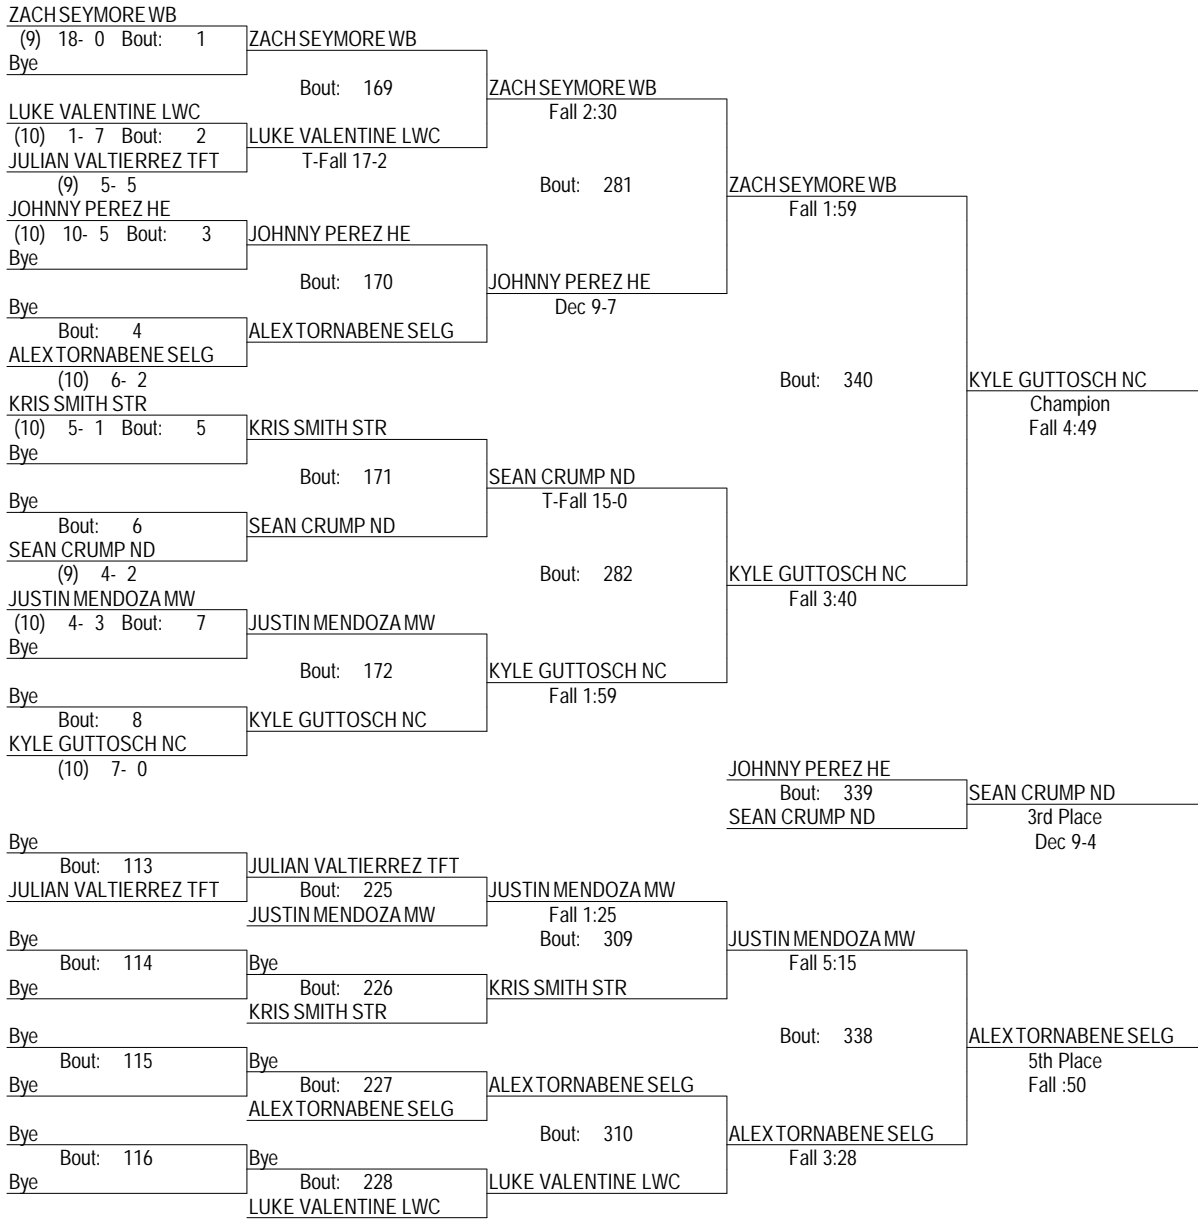 ZACH SEYMORE WB
(9) 18- 0 Bout: 1 ZACH SEYMORE WB
Bye
Bout: 169 ZACH SEYMORE WB
LUKE VALENTINE LWC Fall 2:30
(10) 1- 7 Bout: 2 LUKE VALENTINE LWC
JULIAN VALTIERREZ TFT T-Fall 17-2
(9) 5- 5 Bout: 281 ZACH SEYMORE WB
JOHNNY PEREZ HE Fall 1:59
(10) 10- 5 Bout: 3 JOHNNY PEREZ HE
Bye
Bout: 170 JOHNNY PEREZ HE
Bye Dec 9-7
Bout: 4 ALEX TORNABENE SELG
ALEX TORNABENE SELG
(10) 6- 2 Bout: 340 KYLE GUTTOSCH NC
KRIS SMITH STR Champion
(10) 5- 1 Bout: 5 KRIS SMITH STR Fall 4:49
Bye
Bout: 171 SEAN CRUMP ND
Bye T-Fall 15-0
Bout: 6 SEAN CRUMP ND
SEAN CRUMP ND
(9) 4- 2 Bout: 282 KYLE GUTTOSCH NC
JUSTIN MENDOZA MW Fall 3:40
(10) 4- 3 Bout: 7 JUSTIN MENDOZA MW
Bye
Bout: 172 KYLE GUTTOSCH NC
Bye Fall 1:59
Bout: 8 KYLE GUTTOSCH NC
KYLE GUTTOSCH NC
(10) 7- 0 JOHNNY PEREZ HE
Bout: 339 SEAN CRUMP ND
SEAN CRUMP ND 3rd Place
Bye Dec 9-4
Bout: 113 JULIAN VALTIERREZ TFT
JULIAN VALTIERREZ TFT Bout: 225 JUSTIN MENDOZA MW
JUSTIN MENDOZA MW Fall 1:25
Bye Bout: 309 JUSTIN MENDOZA MW
Bout: 114 Bye Fall 5:15
Bye Bout: 226 KRIS SMITH STR
KRIS SMITH STR
Bye Bout: 338 ALEX TORNABENE SELG
Bout: 115 Bye 5th Place
Bye Bout: 227 ALEX TORNABENE SELG Fall :50
ALEX TORNABENE SELG
Bye Bout: 310 ALEX TORNABENE SELG
Bout: 116 Bye Fall 3:28
Bye Bout: 228 LUKE VALENTINE LWC
LUKE VALENTINE LWC